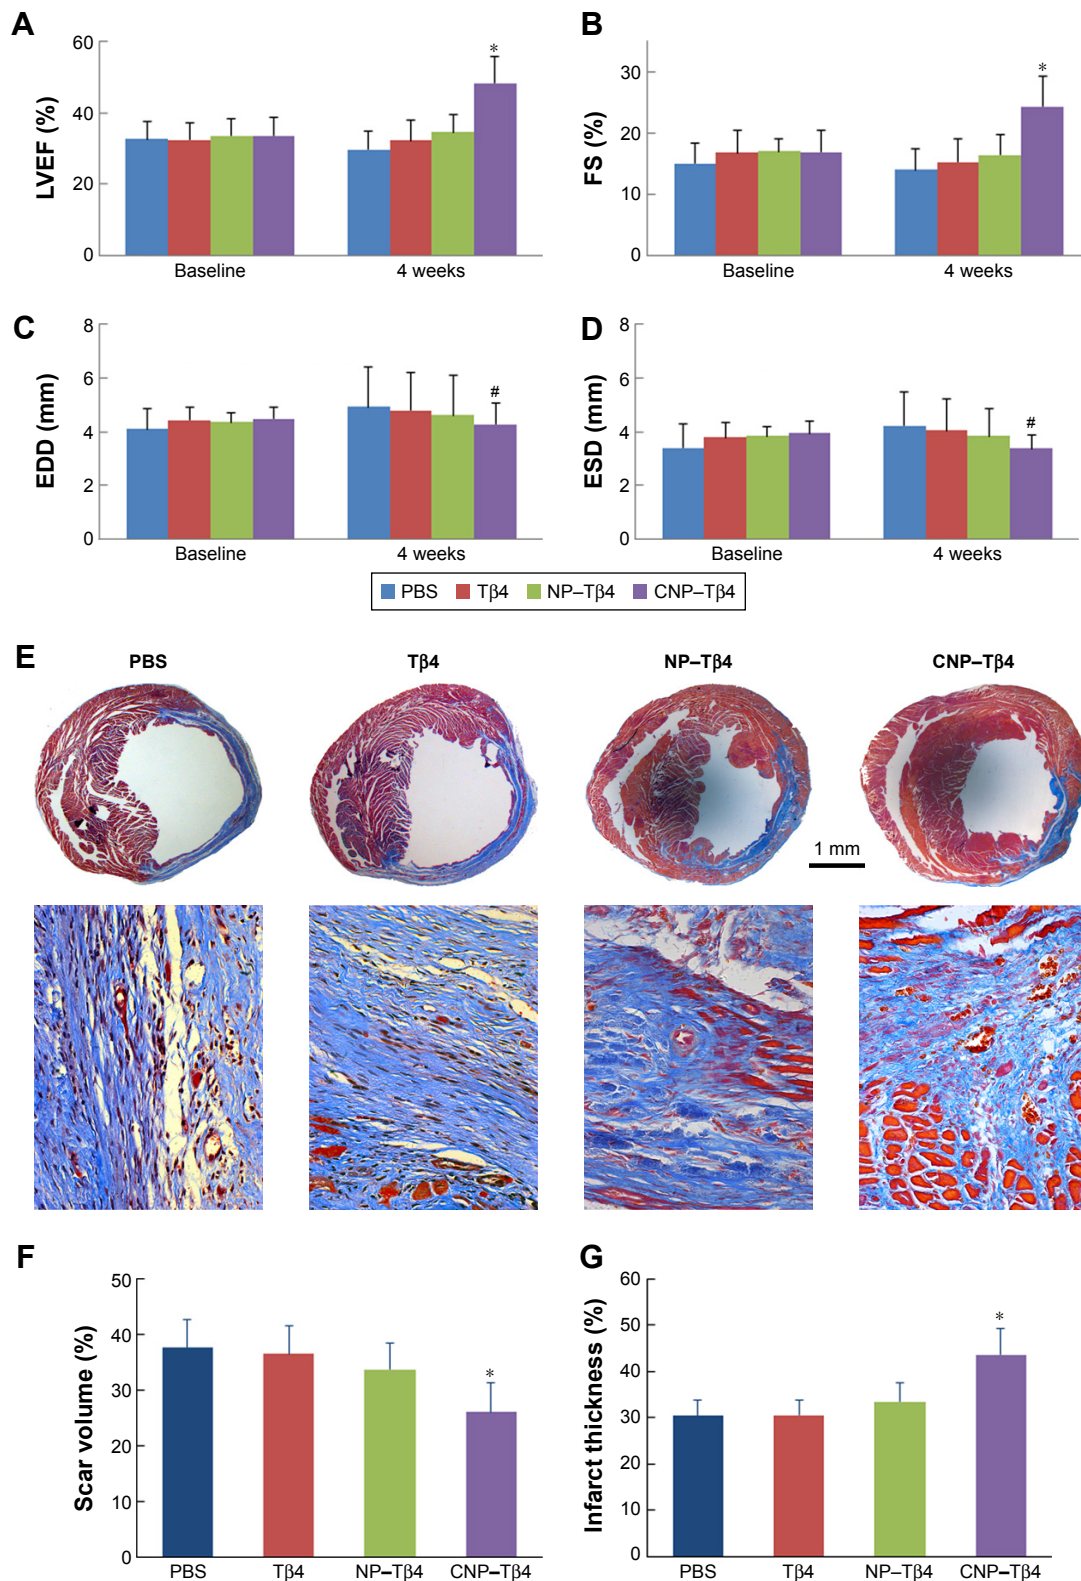 A
LVEF (%)
60
40
20
0
*
Baseline
4 weeks
B
FS (%)
30
20
10
0
*
Baseline
4 weeks
C
EDD (mm)
8
6
4
2
0
#
Baseline
4 weeks
D
ESD (mm)
8
6
4
2
0
#
Baseline
4 weeks
PBS Tβ4 NP–Tβ4 CNP–Tβ4
E
PBS
Tβ4
NP–Tβ4
CNP–Tβ4
1 mm
F
Scar volume (%)
50
40
30
20
10
0
*
PBS
Tβ4
NP–Tβ4
CNP–Tβ4
G
Infarct thickness (%)
60
50
40
30
20
10
0
*
PBS
Tβ4
NP–Tβ4
CNP–Tβ4